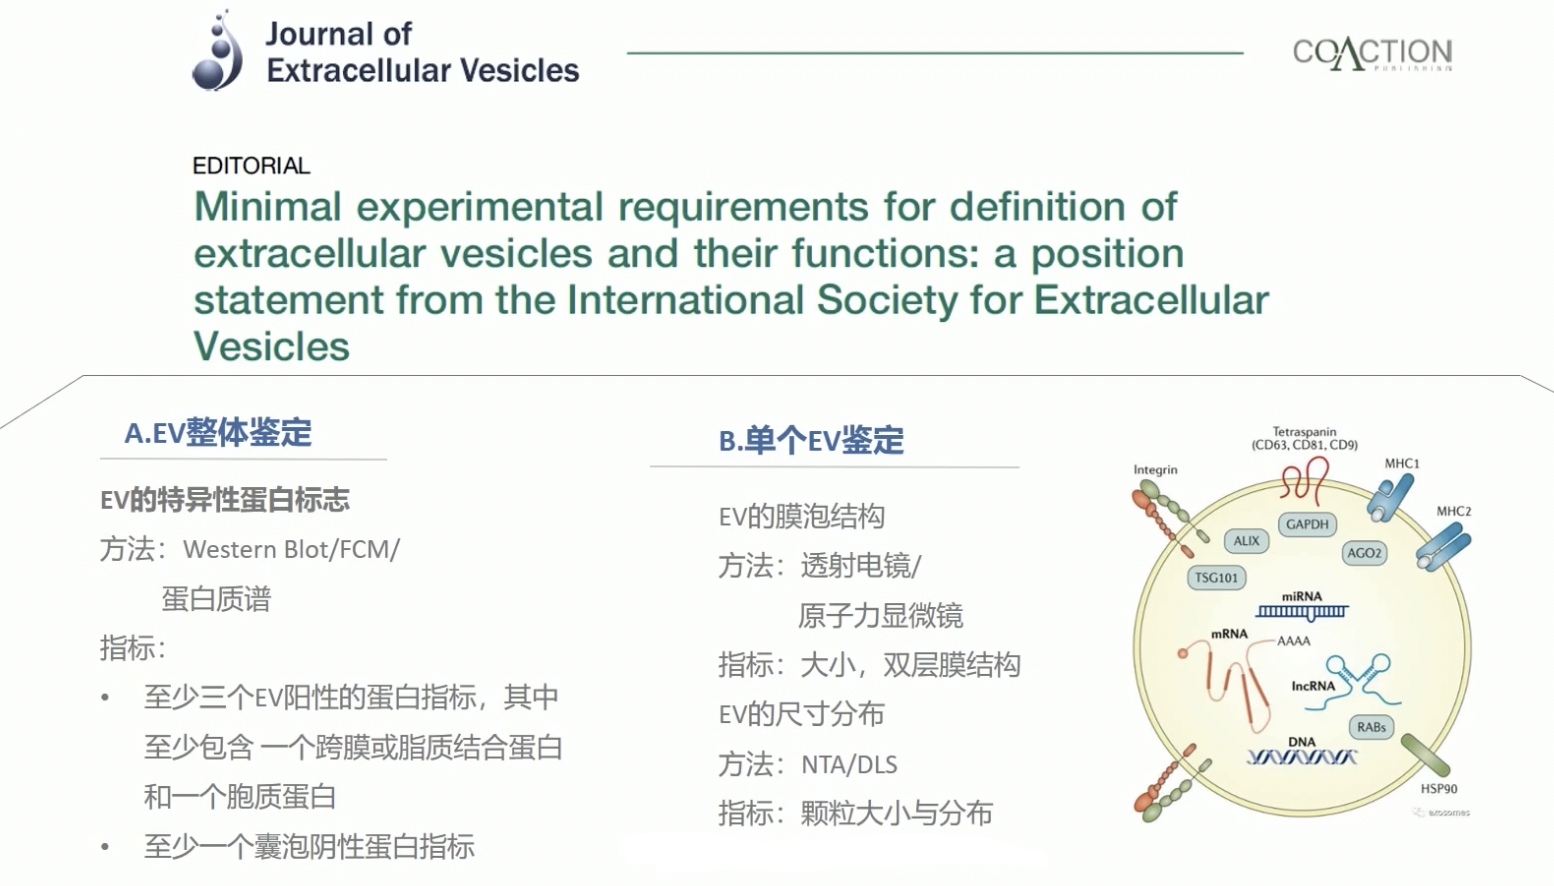 Journal of
Extracellular Vesicles
COACTION
PUBLISHING
EDITORIAL
Minimal experimental requirements for definition of
extracellular vesicles and their functions: a position
statement from the International Society for Extracellular
Vesicles
A.EV整体鉴定
EV的特异性蛋白标志
方法：Western Blot/FCM/
蛋白质谱
指标：
• 至少三个EV阳性的蛋白指标，其中
至少包含 一个跨膜或脂质结合蛋白
和一个胞质蛋白
• 至少一个囊泡阴性蛋白指标
B.单个EV鉴定
EV的膜泡结构
方法：透射电镜/
原子力显微镜
指标：大小，双层膜结构
EV的尺寸分布
方法：NTA/DLS
指标：颗粒大小与分布
Tetraspanin
(CD63, CD81, CD9)
Integrin
MHC1
MHC2
GAPDH
ALIX
AGO2
TSG101
miRNA
mRNA
AAAA
lncRNA
RABs
DNA
HSP90
exosomes